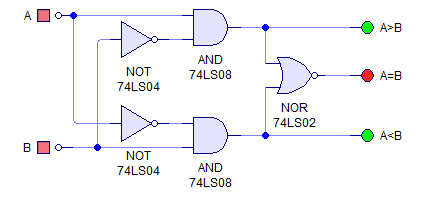 A
A>B
NOT
74LS04
AND
74LS08
A=B
NOR
74LS02
B
A<B
NOT
74LS04
AND
74LS08